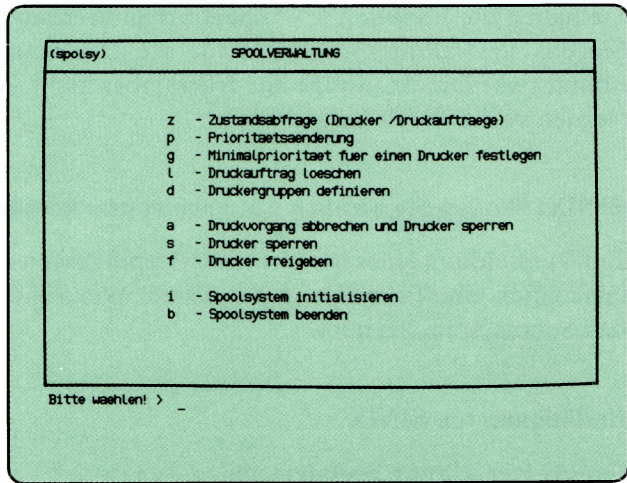 (spolsy) SPOOLVERWALTUNG
z - Zustandsabfrage (Drucker /Druckauftraege)
p - Prioritaetsaenderung
g - Minimalprioritaet fuer einen Drucker festlegen
l - Druckauftrag loeschen
d - Druckergruppen definieren
a - Druckvorgang abbrechen und Drucker sperren
s - Drucker sperren
f - Drucker freigeben
i - Spoolsystem initialisieren
b - Spoolsystem beenden
Bitte waehlen! > _